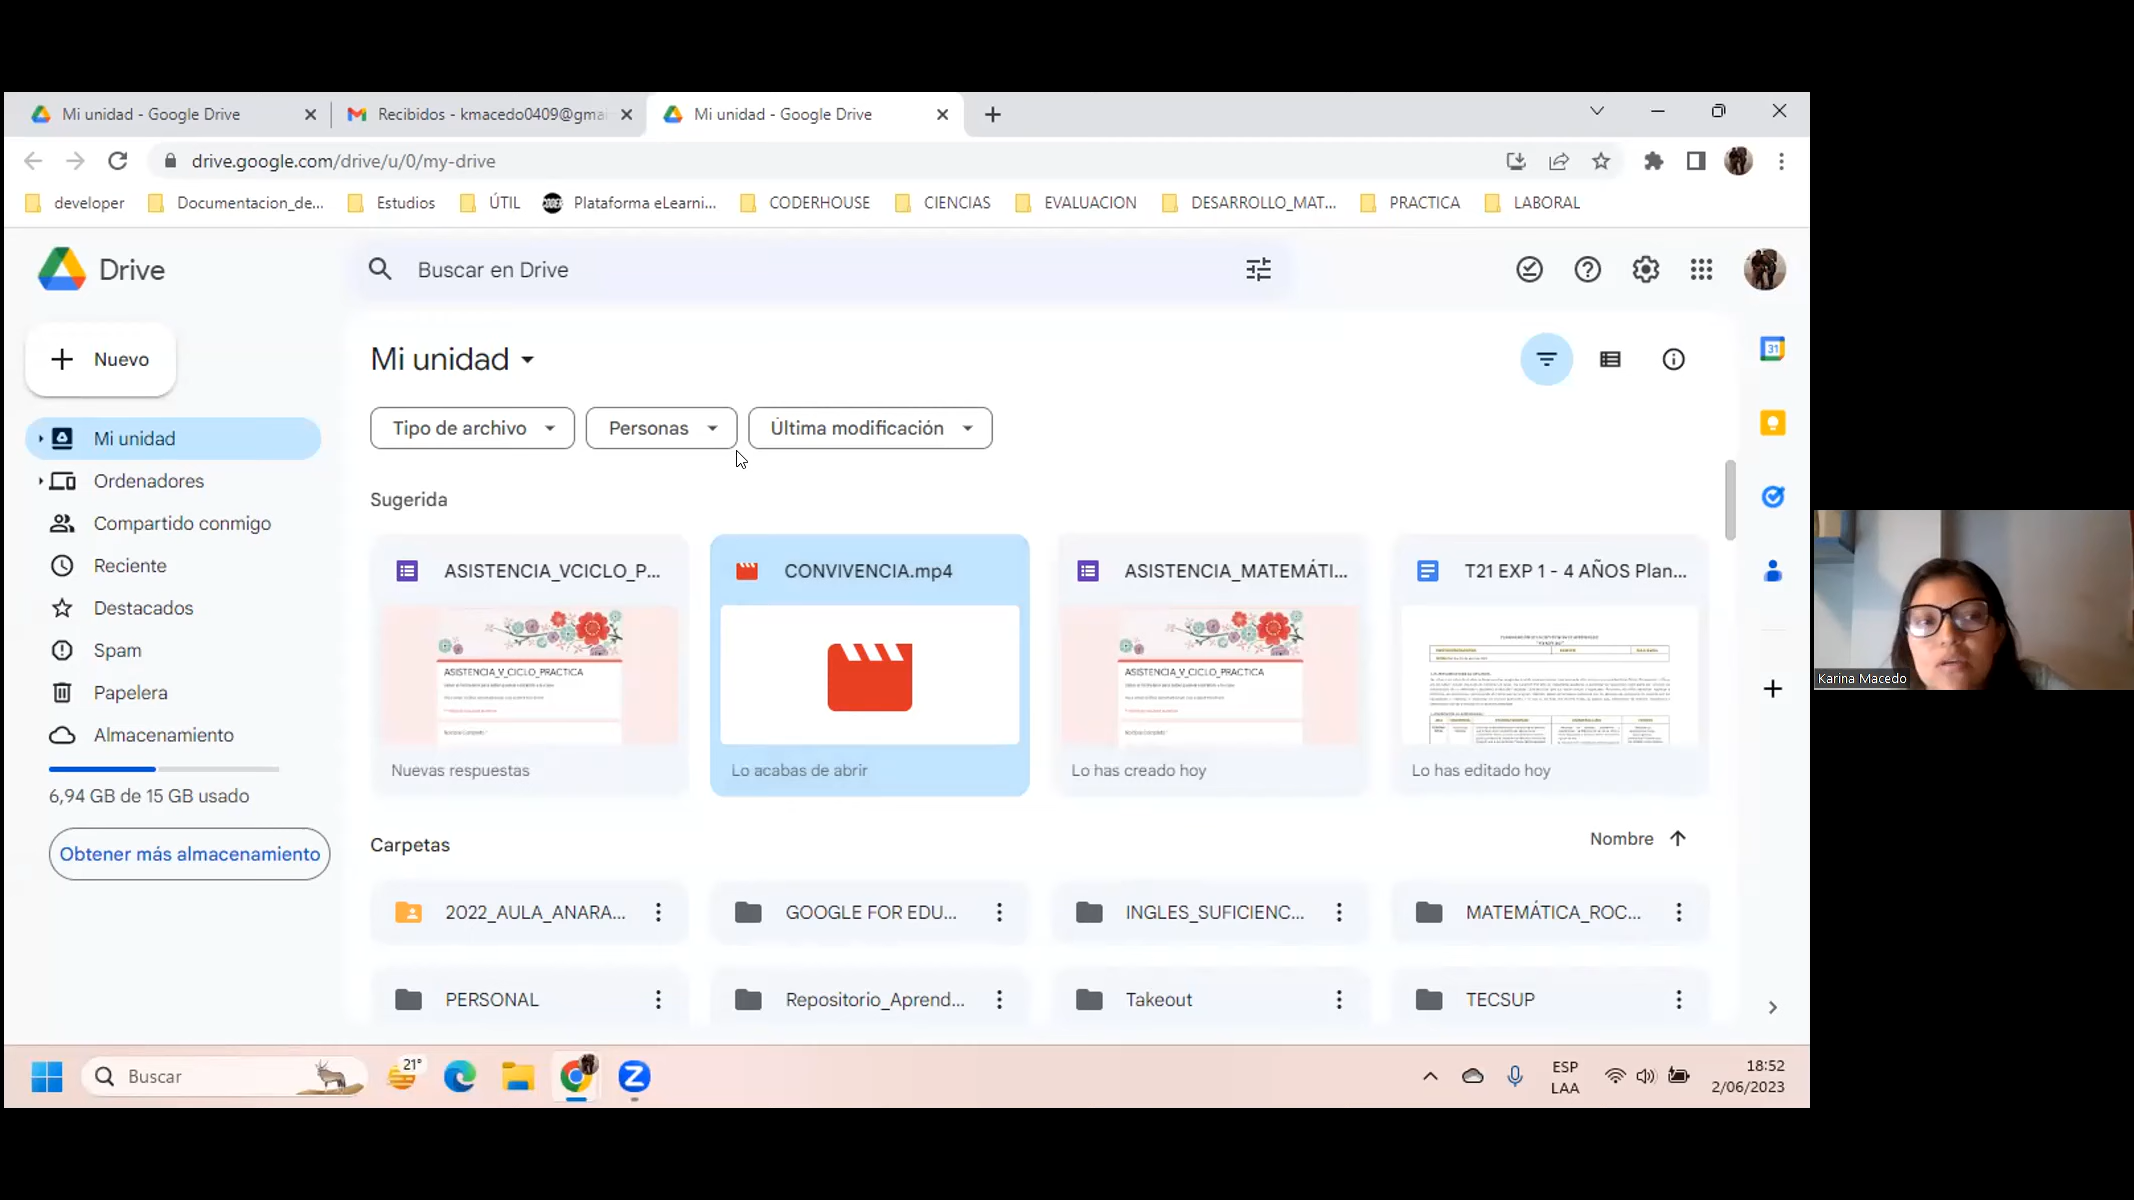 Mi unidad - Google Drive
Recibidos - kmacedo0409@gmai
Mi unidad - Google Drive
drive.google.com/drive/u/0/my-drive
developer
Documentacion_de...
Estudios
ÚTIL
Plataforma eLearni...
CODERHOUSE
CIENCIAS
EVALUACION
DESARROLLO_MAT...
PRACTICA
LABORAL
Drive
Buscar en Drive
Nuevo
Mi unidad
Ordenadores
Compartido conmigo
Reciente
Destacados
Spam
Papelera
Almacenamiento
6,94 GB de 15 GB usado
Obtener más almacenamiento
Mi unidad
Tipo de archivo
Personas
Última modificación
Sugerida
ASISTENCIA_VCICLO_P...
ASISTENCIA_V_CICLO_PRACTICA
Nuevas respuestas
CONVIVENCIA.mp4
Lo acabas de abrir
ASISTENCIA_MATEMÁTI...
ASISTENCIA_V_CICLO_PRACTICA
Lo has creado hoy
T21 EXP 1 - 4 AÑOS Plan...
Lo has editado hoy
Carpetas
Nombre
2022_AULA_ANARA...
GOOGLE FOR EDU...
INGLES_SUFICIENC...
MATEMÁTICA_ROC...
PERSONAL
Repositorio_Aprend...
Takeout
TECSUP
31
Karina Macedo
Buscar
21°
ESP
LAA
18:52
2/06/2023